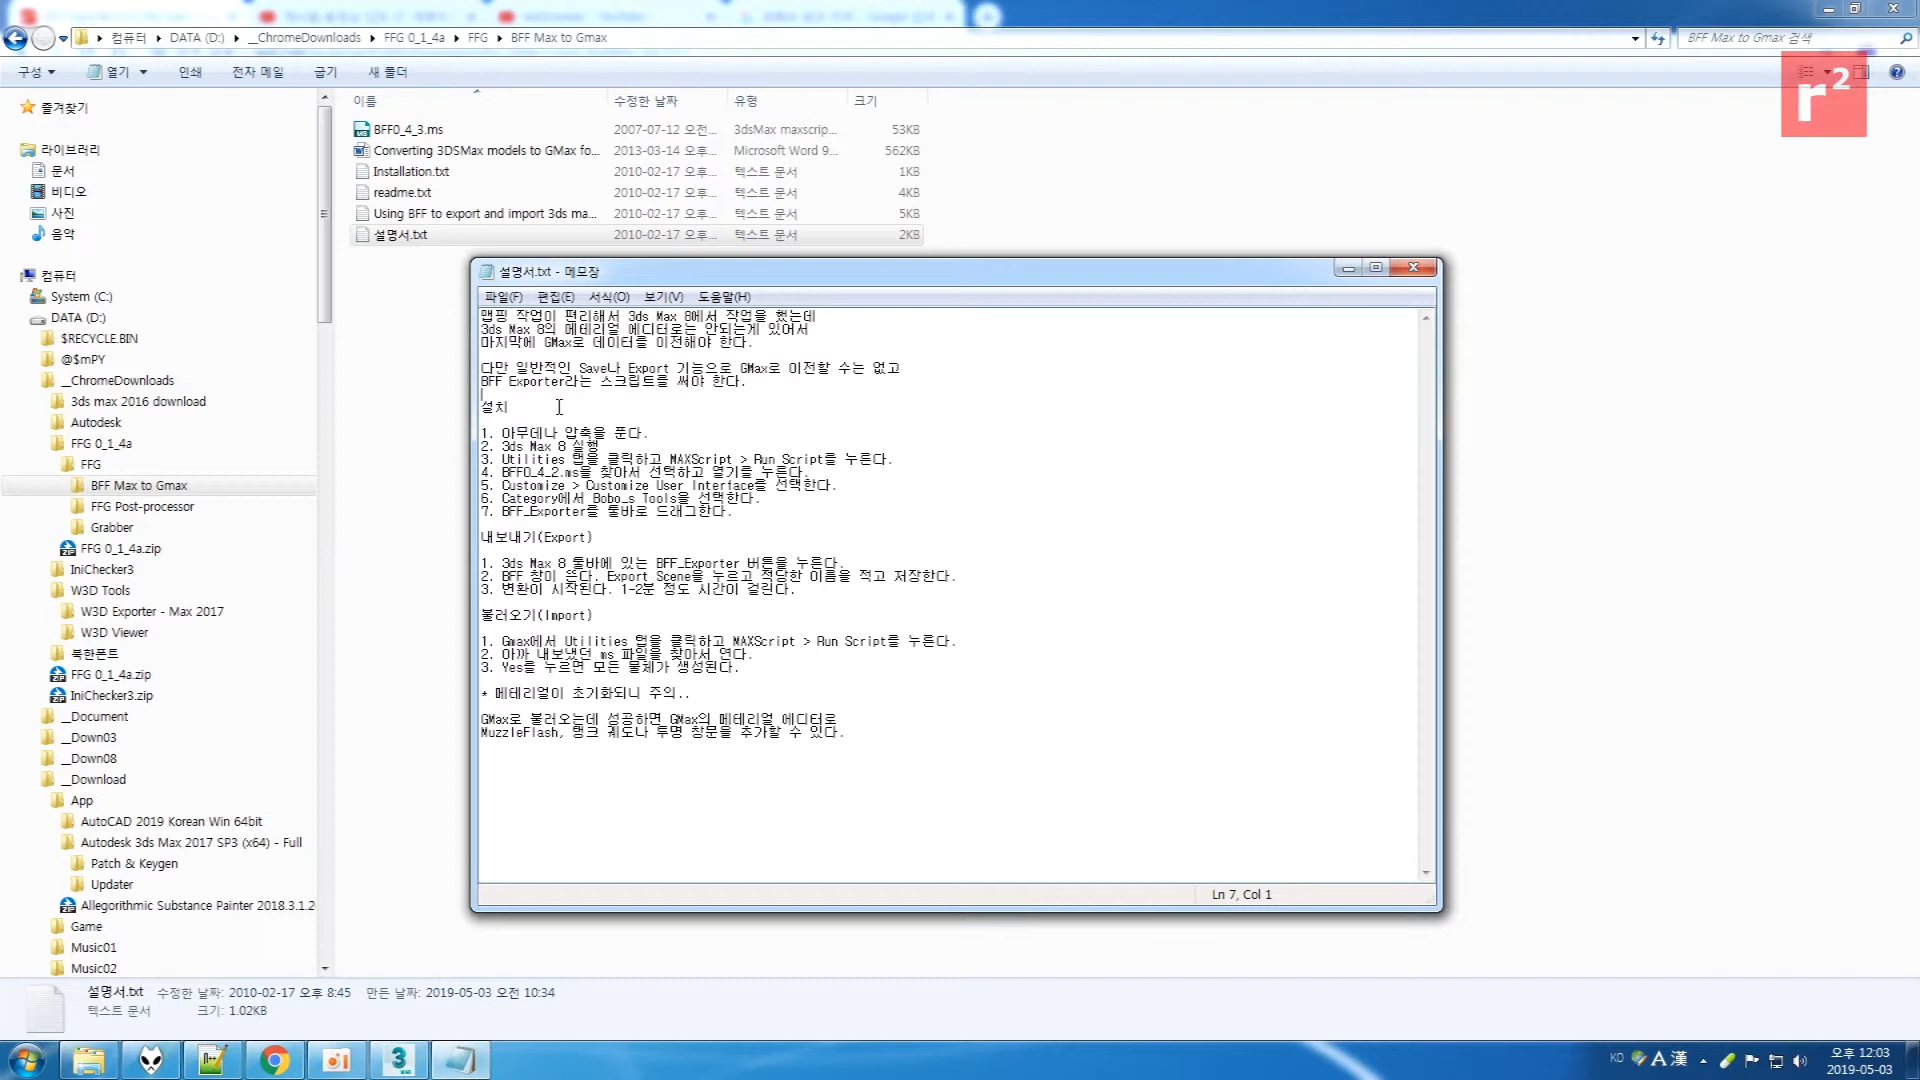 컴퓨터 DATA (D:) __ChromeDownloads FFG 0_1_4a FFG BFF Max to Gmax
BFF Max to Gmax 검색
구성 열기 인쇄 전자 메일 굽기 새 폴더
r²
즐겨찾기
라이브러리
문서
비디오
사진
음악
컴퓨터
System (C:)
DATA (D:)
$RECYCLE.BIN
@$mPY
__ChromeDownloads
3ds max 2016 download
Autodesk
FFG 0_1_4a
FFG
BFF Max to Gmax
FFG Post-processor
Grabber
FFG 0_1_4a.zip
IniChecker3
W3D Tools
W3D Exporter - Max 2017
W3D Viewer
북한폰트
FFG 0_1_4a.zip
IniChecker3.zip
__Document
__Down03
__Down08
__Download
App
AutoCAD 2019 Korean Win 64bit
Autodesk 3ds Max 2017 SP3 (x64) - Full
Patch & Keygen
Updater
Allegorithmic Substance Painter 2018.3.1.2
Game
Music01
Music02
이름 수정한 날짜 유형 크기
BFF0_4_3.ms 2007-07-12 오전... 3dsMax maxscrip... 53KB
Converting 3DSMax models to GMax fo... 2013-03-14 오후... Microsoft Word 9... 562KB
Installation.txt 2010-02-17 오후... 텍스트 문서 1KB
readme.txt 2010-02-17 오후... 텍스트 문서 4KB
Using BFF to export and import 3ds ma... 2010-02-17 오후... 텍스트 문서 5KB
설명서.txt 2010-02-17 오후... 텍스트 문서 2KB
설명서.txt - 메모장
파일(F) 편집(E) 서식(O) 보기(V) 도움말(H)
맵핑 작업이 편리해서 3ds Max 8에서 작업을 했는데
3ds Max 8의 메테리얼 에디터로는 안되는게 있어서
마지막에 GMax로 데이터를 이전해야 한다.
다만 일반적인 Save나 Export 기능으로 GMax로 이전할 수는 없고
BFF Exporter라는 스크립트를 써야 한다.
설치
1. 아무데나 압축을 푼다.
2. 3ds Max 8 실행
3. Utilities 탭을 클릭하고 MAXScript > Run Script를 누른다.
4. BFF0_4_2.ms을 찾아서 선택하고 열기를 누른다.
5. Customize > Customize User Interface를 선택한다.
6. Category에서 Bobo_s Tools을 선택한다.
7. BFF_Exporter을 툴바로 드래그한다.
내보내기(Export)
1. 3ds Max 8 툴바에 있는 BFF_Exporter 버튼을 누른다.
2. BFF 창이 뜬다. Export Scene을 누르고 적당한 이름을 적고 저장한다.
3. 변환이 시작된다. 1-2분 정도 시간이 걸린다.
불러오기(Import)
1. Gmax에서 Utilities 탭을 클릭하고 MAXScript > Run Script를 누른다.
2. 아까 내보냈던 ms 파일을 찾아서 연다.
3. Yes를 누르면 모든 물체가 생성된다.
* 메테리얼이 초기화되니 주의..
GMax로 불러오는데 성공하면 GMax의 메테리얼 에디터로
MuzzleFlash, 탱크 궤도나 투명 창문을 추가할 수 있다.
Ln 7, Col 1
설명서.txt 수정한 날짜: 2010-02-17 오후 8:45 만든 날짜: 2019-05-03 오전 10:34
텍스트 문서 크기: 1.02KB
KO A 漢 오후 12:03
2019-05-03